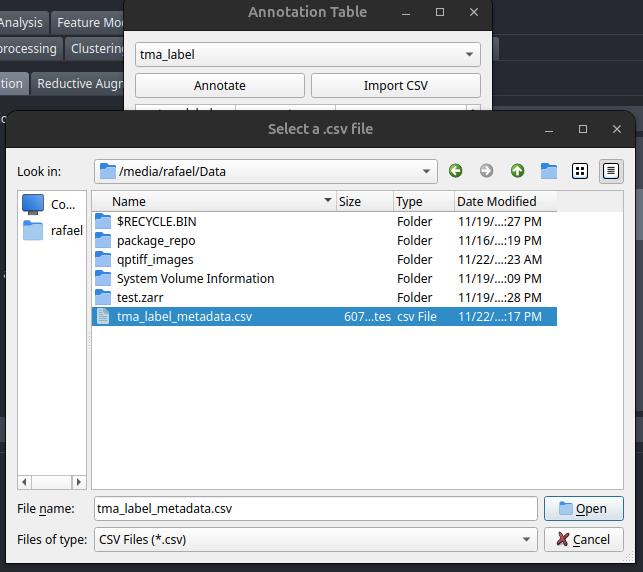 Annotation Table
Analysis Feature Mo
processing Clustering
tma_label
Annotate Import CSV
tion Reductive Aug
Select a .csv file
Look in: /media/rafael/Data
Co...
rafael
Name Size Type Date Modified
$RECYCLE.BIN Folder 11/19/...:27 PM
package_repo Folder 11/16/...:19 PM
qptiff_images Folder 11/22/...:23 AM
System Volume Information Folder 11/19/...:09 PM
test.zarr Folder 11/19/...:28 PM
tma_label_metadata.csv 607...tes csv File 11/22/...:17 PM
File name: tma_label_metadata.csv Open
Files of type: CSV Files (*.csv) Cancel